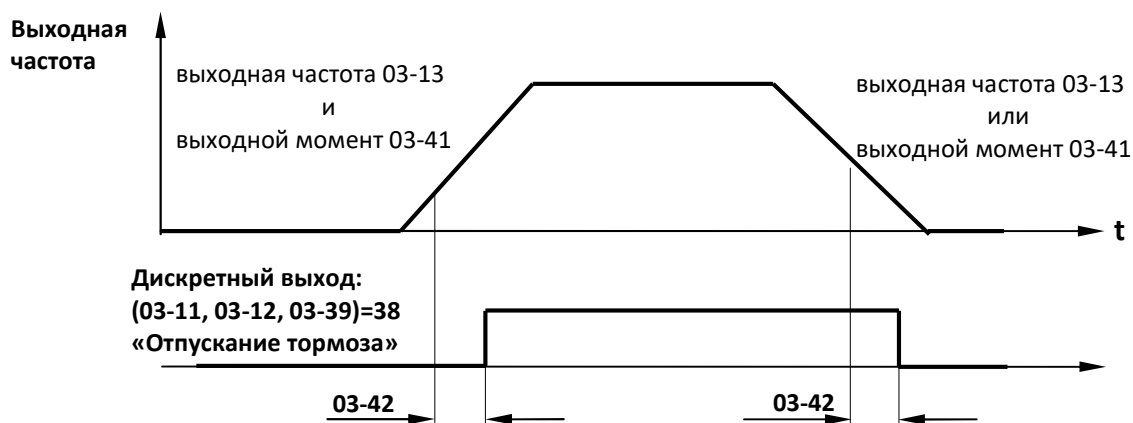 Выходная
частота
выходная частота 03-13
и
выходной момент 03-41
выходная частота 03-13
или
выходной момент 03-41
t
Дискретный выход:
(03-11, 03-12, 03-39)=38
«Отпускание тормоза»
03-42
03-42